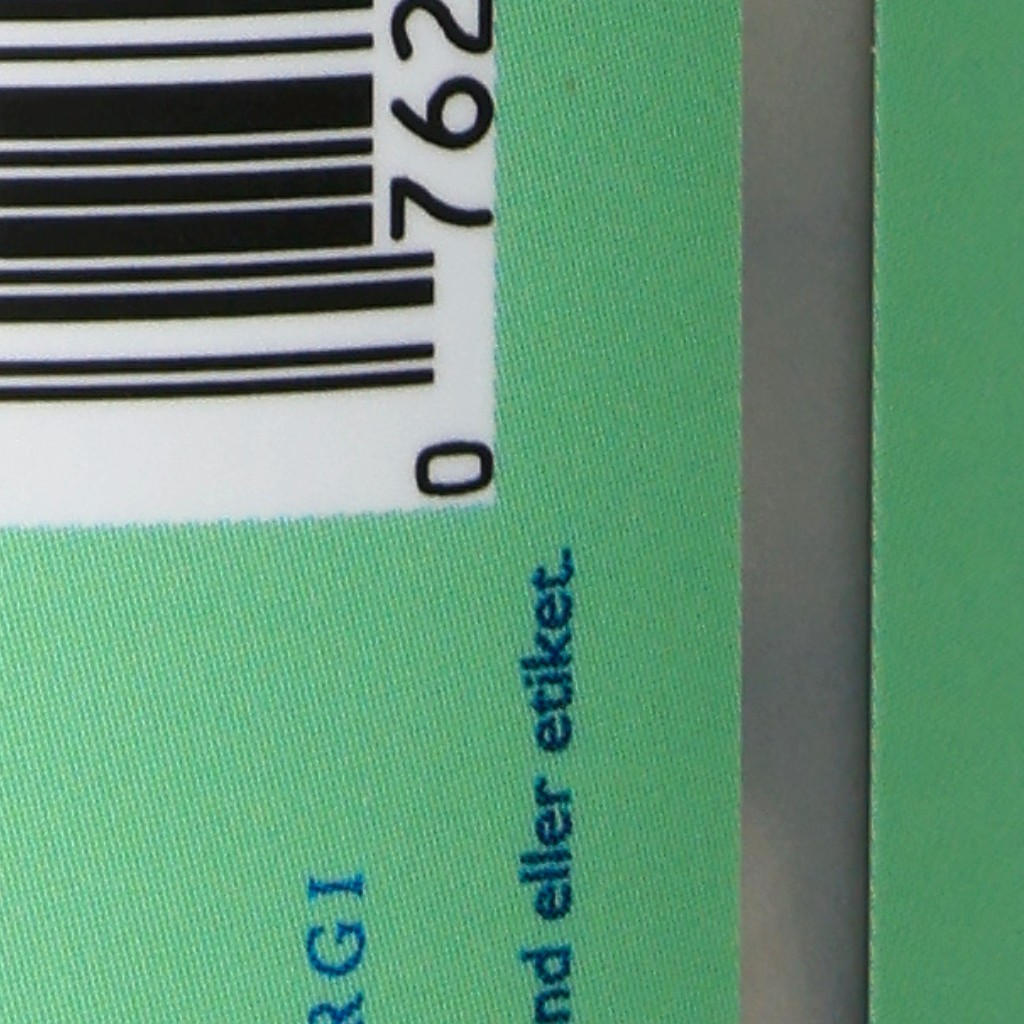 0 762
RGI
nd eller etiket.